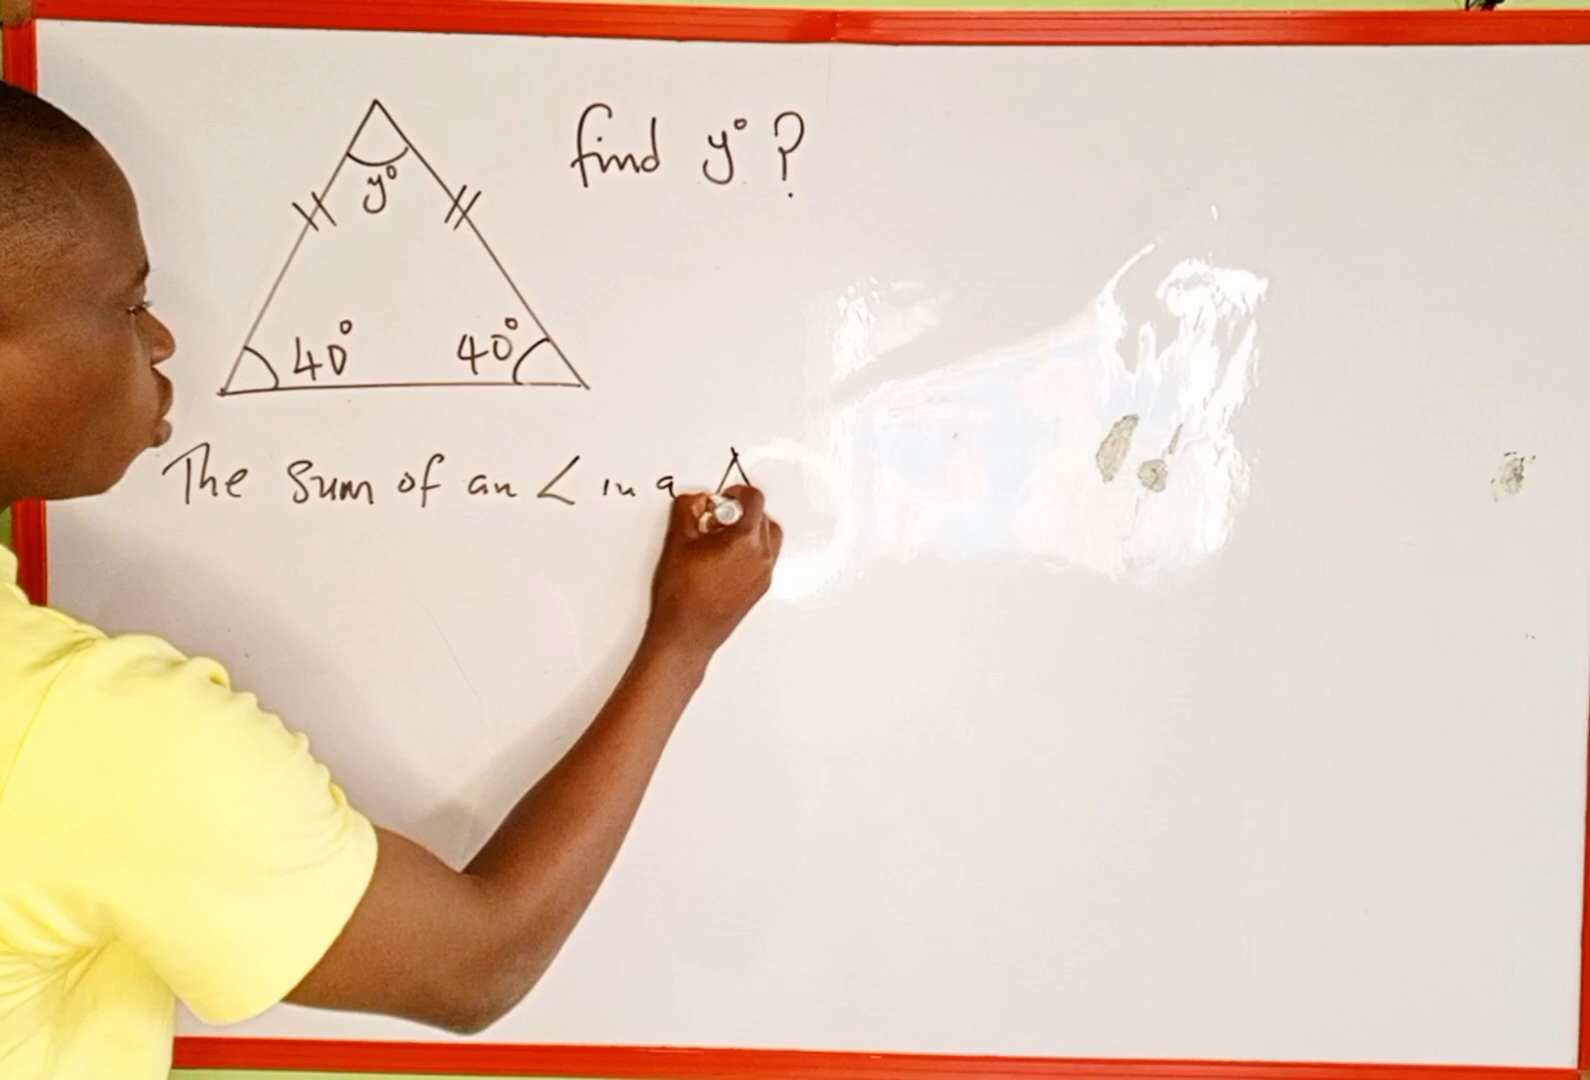 find y° ?
y°
40° 40°
The sum of an ∠ in a △